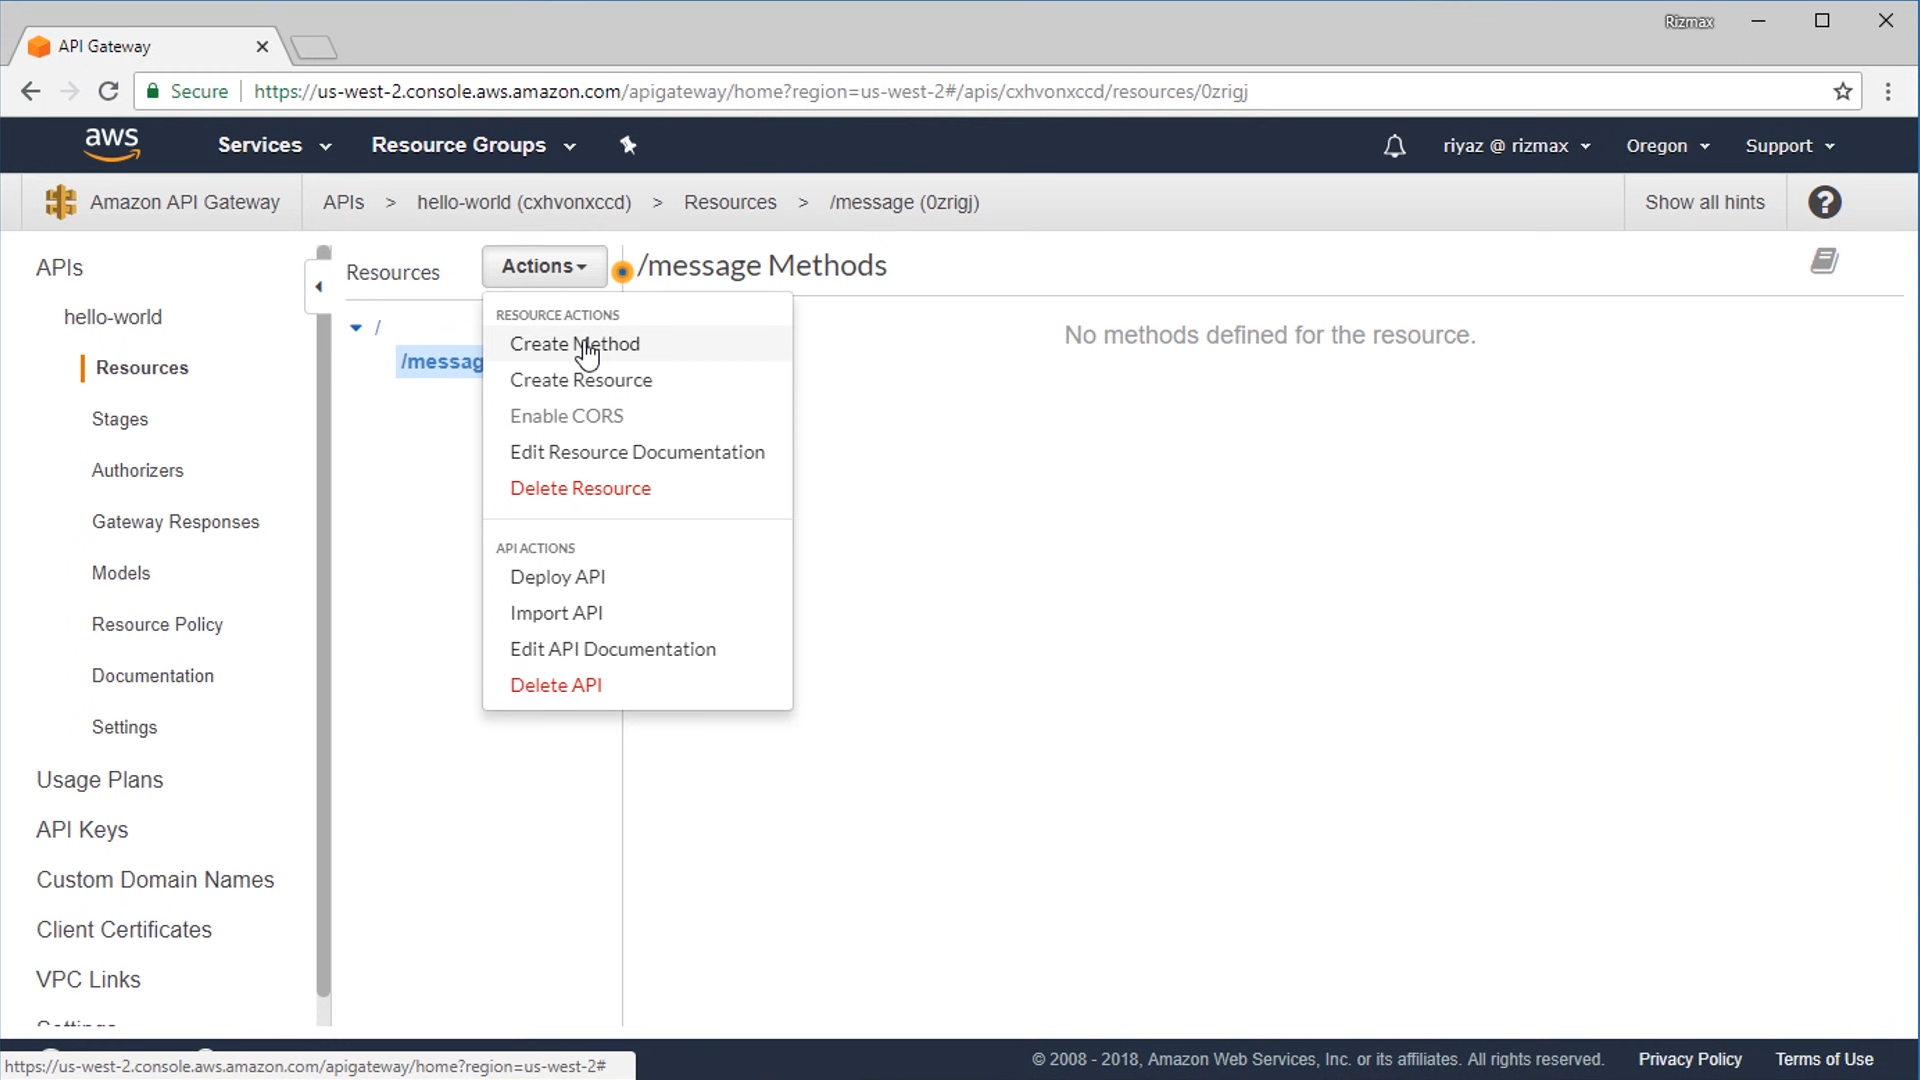 Rizmax
API Gateway
Secure
https://us-west-2.console.aws.amazon.com/apigateway/home?region=us-west-2#/apis/cxhvonxccd/resources/0zrigj
aws
Services
Resource Groups
riyaz @ rizmax
Oregon
Support
Amazon API Gateway
APIs > hello-world (cxhvonxccd) > Resources > /message (0zrigj)
Show all hints
?
APIs
hello-world
Resources
Stages
Authorizers
Gateway Responses
Models
Resource Policy
Documentation
Settings
Usage Plans
API Keys
Custom Domain Names
Client Certificates
VPC Links
Resources
Actions
/
/messag
RESOURCE ACTIONS
Create Method
Create Resource
Enable CORS
Edit Resource Documentation
Delete Resource
API ACTIONS
Deploy API
Import API
Edit API Documentation
Delete API
/message Methods
No methods defined for the resource.
https://us-west-2.console.aws.amazon.com/apigateway/home?region=us-west-2#
© 2008 - 2018, Amazon Web Services, Inc. or its affiliates. All rights reserved.
Privacy Policy
Terms of Use